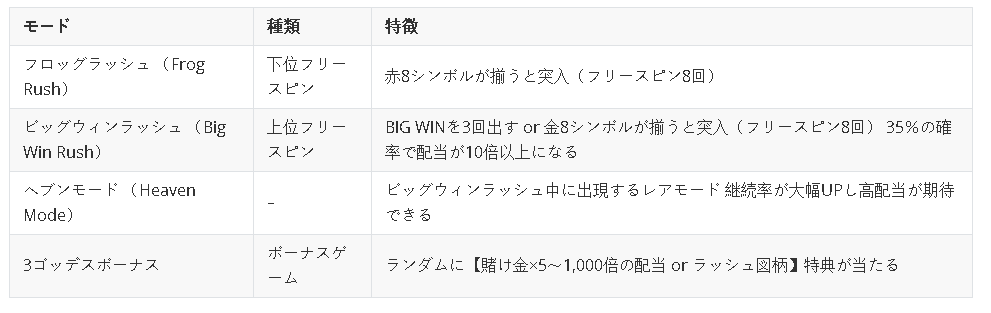 モード 種類 特徴
フロッグラッシュ （Frog Rush） 下位フリースピン 赤8シンボルが揃うと突入（フリースピン8回）
ビッグウィンラッシュ （Big Win Rush） 上位フリースピン BIG WINを3回出す or 金8シンボルが揃うと突入（フリースピン8回） 35％の確率で配当が10倍以上になる
ヘブンモード （Heaven Mode） – ビッグウィンラッシュ中に出現するレアモード 継続率が大幅UPし高配当が期待できる
3ゴッデスボーナス ボーナスゲーム ランダムに【賭け金×5～1,000倍の配当 or ラッシュ図柄】特典が当たる